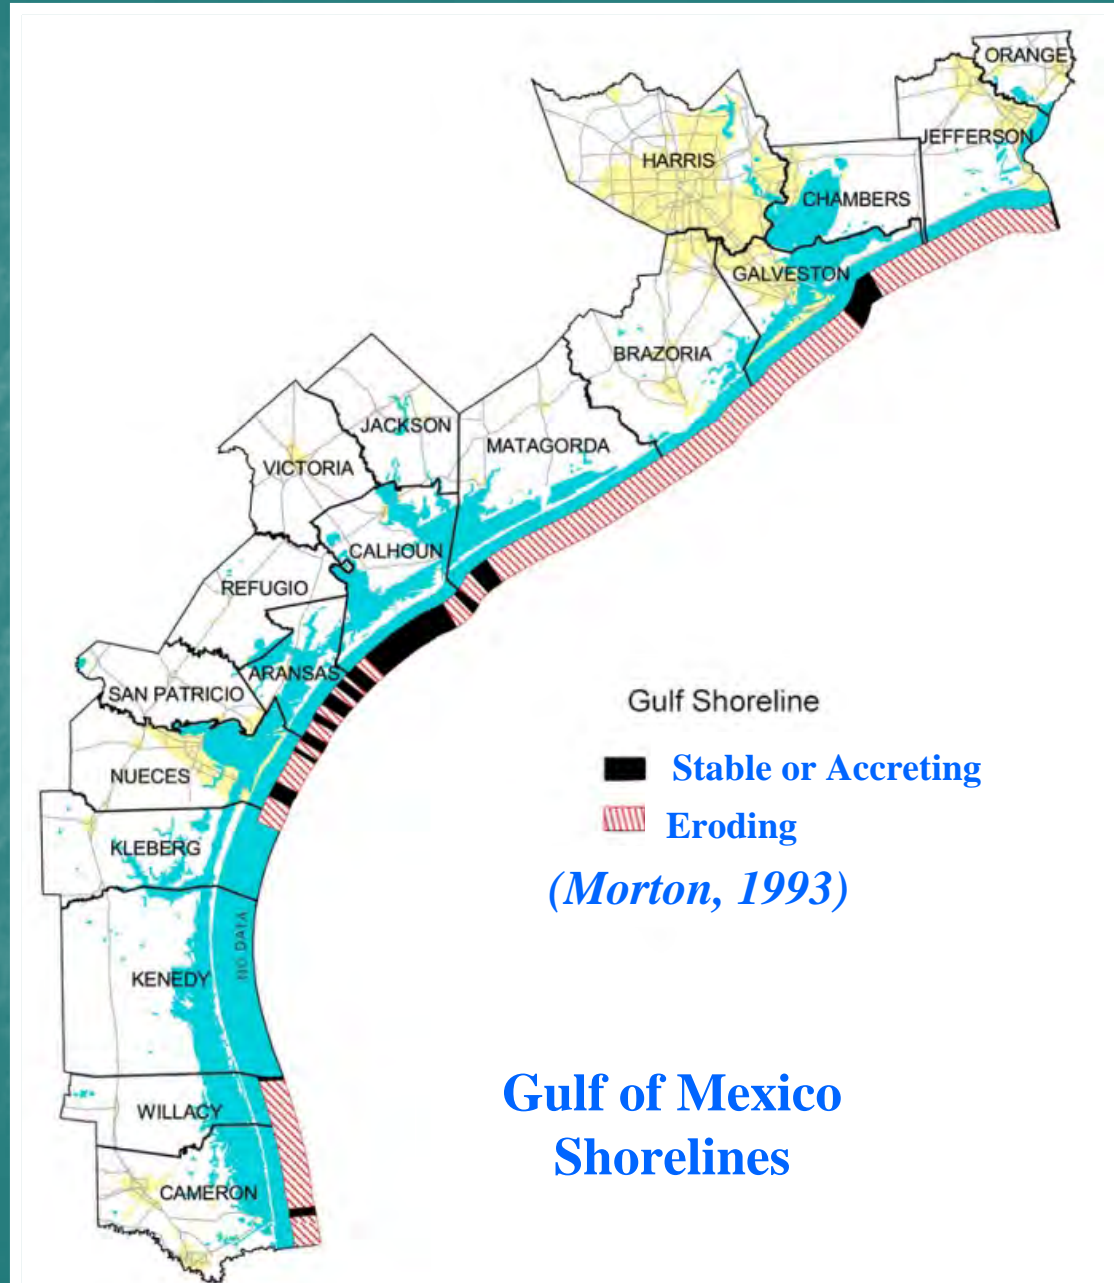 ORANGE
JEFFERSON
HARRIS
CHAMBERS
GALVESTON
BRAZORIA
JACKSON
MATAGORDA
VICTORIA
CALHOUN
REFUGIO
ARANSAS
SAN PATRICIO
NUECES
KLEBERG
NO DATA
KENEDY
WILLACY
CAMERON
Gulf Shoreline
Stable or Accreting
Eroding
(Morton, 1993)
Gulf of Mexico
Shorelines